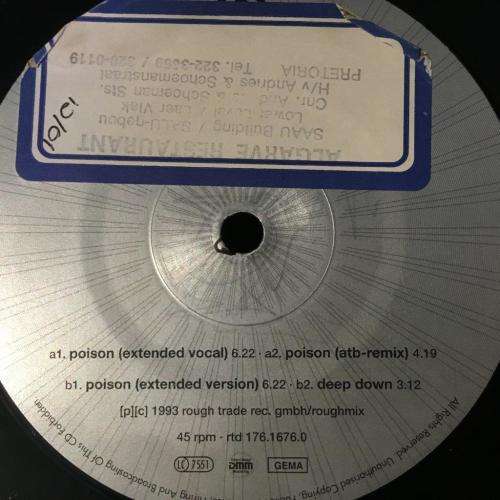 ALGARVE RESTAURANT
SAAU Building / SALU-gebou
Lower Level / Laer Vlak
Cnr. Andries & Schoeman Sts.
H/v Andries & Schoemanstraat
PRETORIA Tel. 322-3559 / 320-0119
10/01
a1. poison (extended vocal) 6.22 · a2. poison (atb-remix) 4.19
b1. poison (extended version) 6.22 · b2. deep down 3:12
[p][c] 1993 rough trade rec. gmbh/roughmix
45 rpm - rtd 176.1676.0
LC 7551 DMM GEMA
All Rights Reserved. Unauthorised Copying,
And Broadcasting Of This CD Forbidden